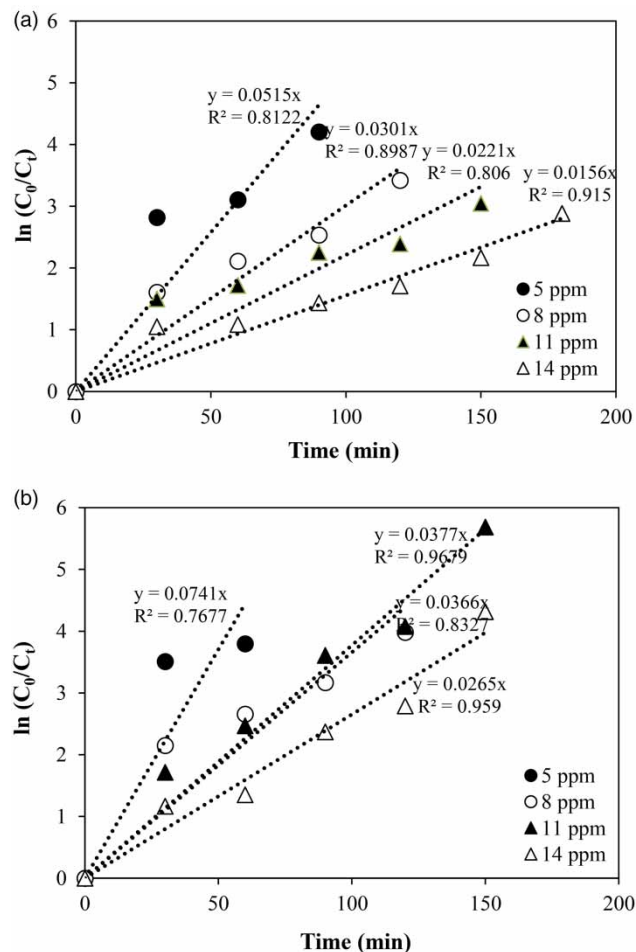 (a)
6
5
4
3
2
1
0
ln (C₀/Cₜ)
y = 0.0515x
R² = 0.8122
y = 0.0301x
R² = 0.8987
y = 0.0221x
R² = 0.806
y = 0.0156x
R² = 0.915
5 ppm
8 ppm
11 ppm
14 ppm
0 50 100 150 200
Time (min)
(b)
6
5
4
3
2
1
0
ln (C₀/Cₜ)
y = 0.0377x
R² = 0.9679
y = 0.0741x
R² = 0.7677
y = 0.0366x
R² = 0.8327
y = 0.0265x
R² = 0.959
5 ppm
8 ppm
11 ppm
14 ppm
0 50 100 150 200
Time (min)